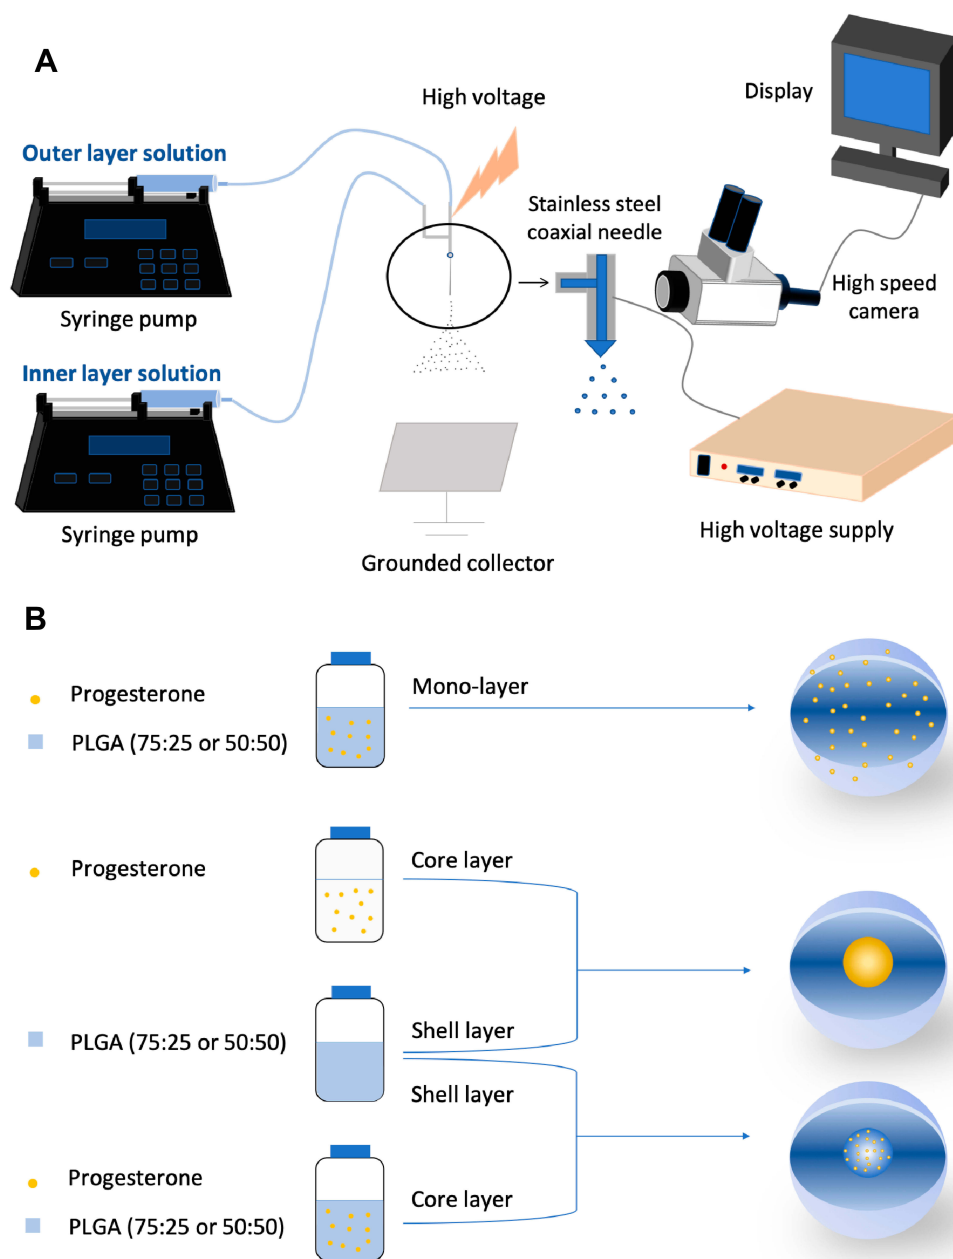 A
High voltage
Display
Outer layer solution
Stainless steel
coaxial needle
High speed
camera
Syringe pump
Inner layer solution
Syringe pump
High voltage supply
Grounded collector
B
Progesterone
Mono-layer
PLGA (75:25 or 50:50)
Progesterone
Core layer
PLGA (75:25 or 50:50)
Shell layer
Shell layer
Progesterone
Core layer
PLGA (75:25 or 50:50)